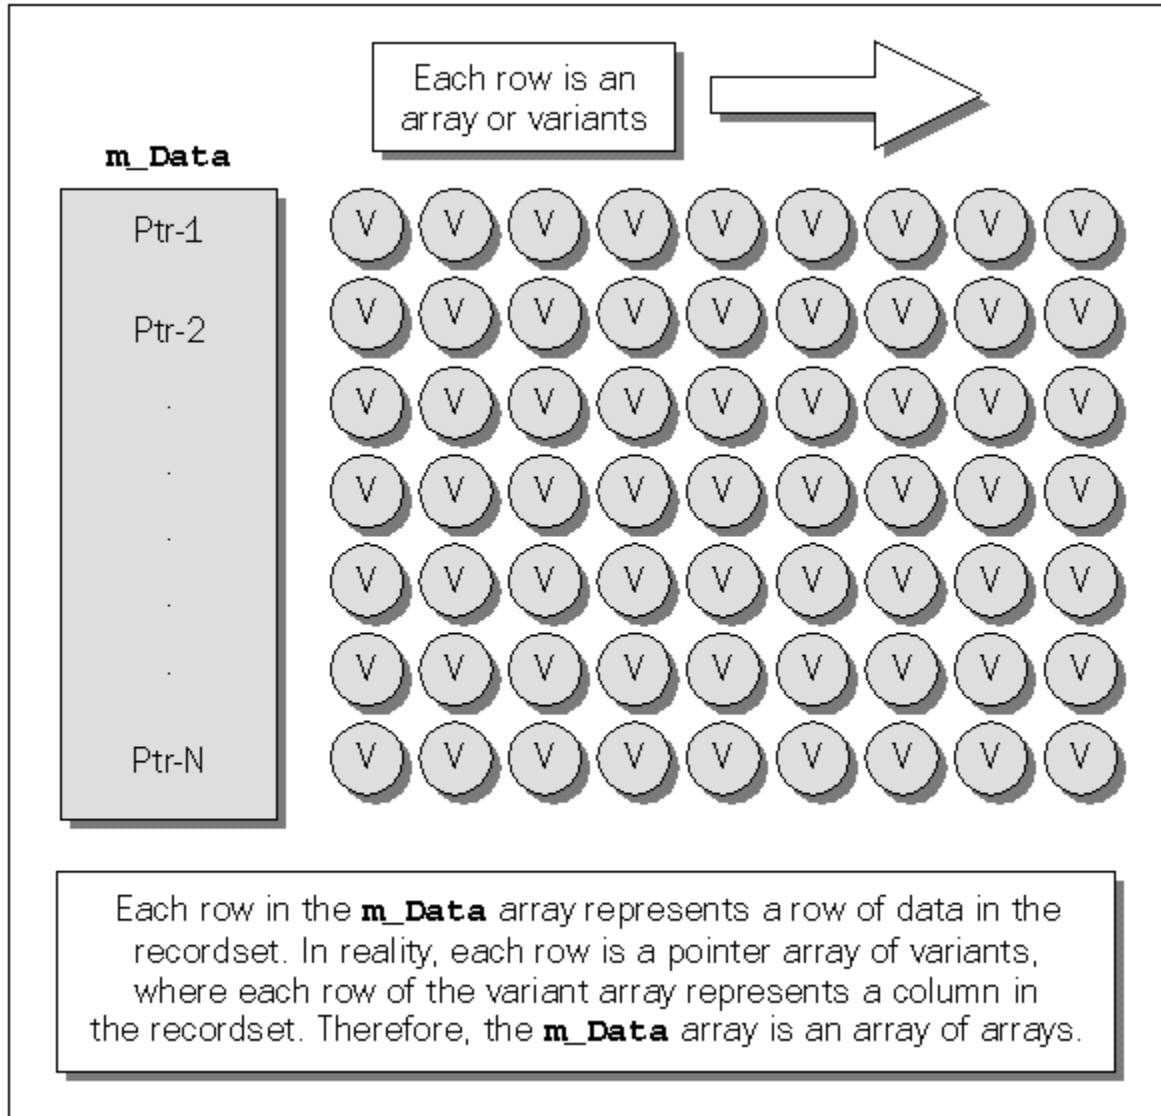 Each row is an
array or variants
m_Data
Ptr-1
V V V V V V V V V
Ptr-2
V V V V V V V V V
.
V V V V V V V V V
.
V V V V V V V V V
.
.
V V V V V V V V V
.
V V V V V V V V V
Ptr-N
V V V V V V V V V
Each row in the m_Data array represents a row of data in the
recordset. In reality, each row is a pointer array of variants,
where each row of the variant array represents a column in
the recordset. Therefore, the m_Data array is an array of arrays.